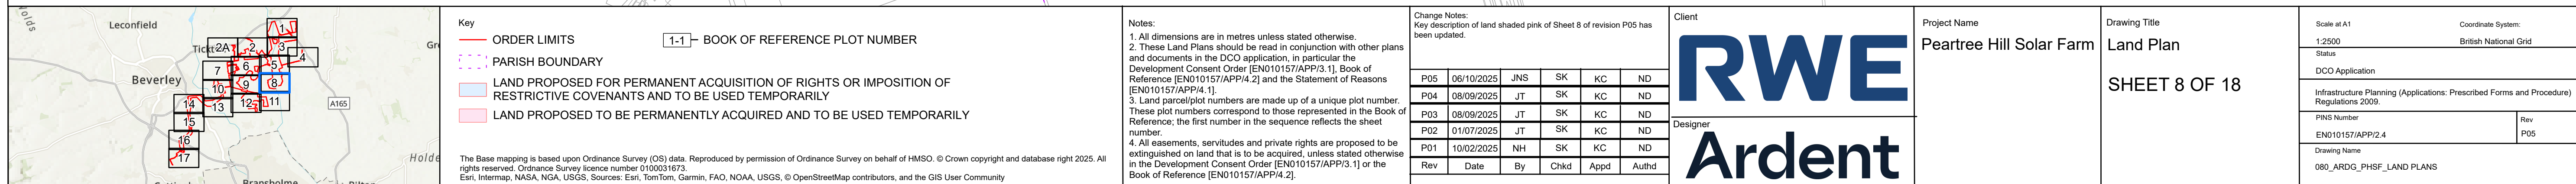 Leconfield
Tickt
Beverley
A165
1
2A
2
3
4
5
6
7
8
9
10
11
12
13
14
15
16
17
Key
ORDER LIMITS
1-1 BOOK OF REFERENCE PLOT NUMBER
PARISH BOUNDARY
LAND PROPOSED FOR PERMANENT ACQUISITION OF RIGHTS OR IMPOSITION OF
RESTRICTIVE COVENANTS AND TO BE USED TEMPORARILY
LAND PROPOSED TO BE PERMANENTLY ACQUIRED AND TO BE USED TEMPORARILY
The Base mapping is based upon Ordinance Survey (OS) data. Reproduced by permission of Ordinance Survey on behalf of HMSO. © Crown copyright and database right 2025. All
rights reserved. Ordnance Survey licence number 0100031673.
Esri, Intermap, NASA, NGA, USGS, Sources: Esri, TomTom, Garmin, FAO, NOAA, USGS, © OpenStreetMap contributors, and the GIS User Community
Notes:
1. All dimensions are in metres unless stated otherwise.
2. These Land Plans should be read in conjunction with other plans
and documents in the DCO application, in particular the
Development Consent Order [EN010157/APP/3.1], Book of
Reference [EN010157/APP/4.2] and the Statement of Reasons
[EN010157/APP/4.1].
3. Land parcel/plot numbers are made up of a unique plot number.
These plot numbers correspond to those represented in the Book of
Reference; the first number in the sequence reflects the sheet
number.
4. All easements, servitudes and private rights are proposed to be
extinguished on land that is to be acquired, unless stated otherwise
in the Development Consent Order [EN010157/APP/3.1] or the
Book of Reference [EN010157/APP/4.2].
Change Notes:
Key description of land shaded pink of Sheet 8 of revision P05 has
been updated.
P05 06/10/2025 JNS SK KC ND
P04 08/09/2025 JT SK KC ND
P03 08/09/2025 JT SK KC ND
P02 01/07/2025 JT SK KC ND
P01 10/02/2025 NH SK KC ND
Rev Date By Chkd Appd Authd
Client
RWE
Designer
Ardent
Project Name
Peartree Hill Solar Farm
Drawing Title
Land Plan
SHEET 8 OF 18
Scale at A1 Coordinate System:
1:2500 British National Grid
Status
DCO Application
Infrastructure Planning (Applications: Prescribed Forms and Procedure)
Regulations 2009.
PINS Number Rev
EN010157/APP/2.4 P05
Drawing Name
080_ARDG_PHSF_LAND PLANS